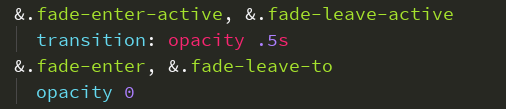 &.fade-enter-active, &.fade-leave-active
transition: opacity .5s
&.fade-enter, &.fade-leave-to
opacity 0